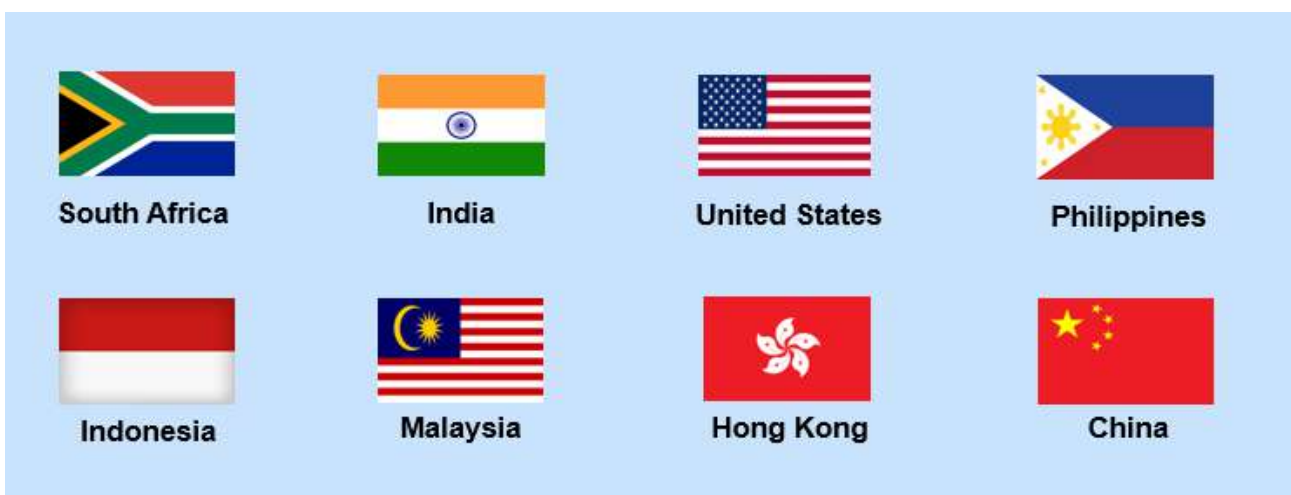 South Africa
India
United States
Philippines
Indonesia
Malaysia
Hong Kong
China